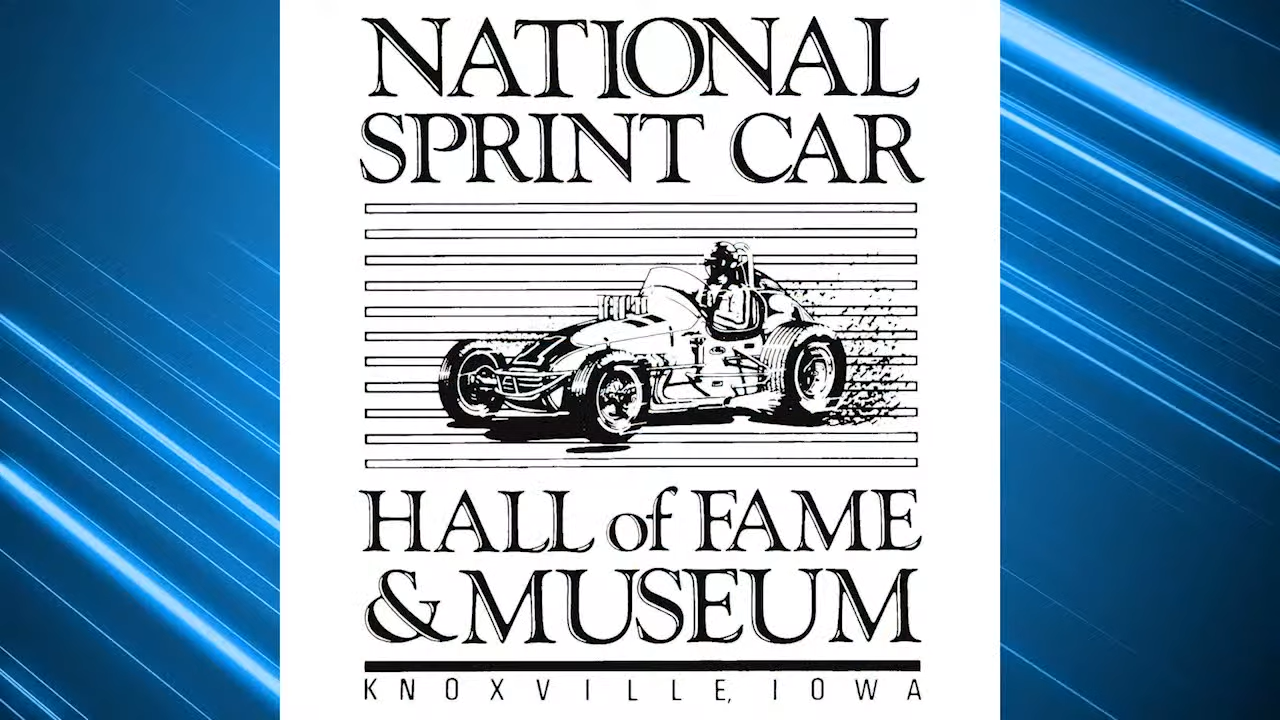 NATIONAL
SPRINT CAR
HALL of FAME
& MUSEUM
KNOXVILLE, IOWA